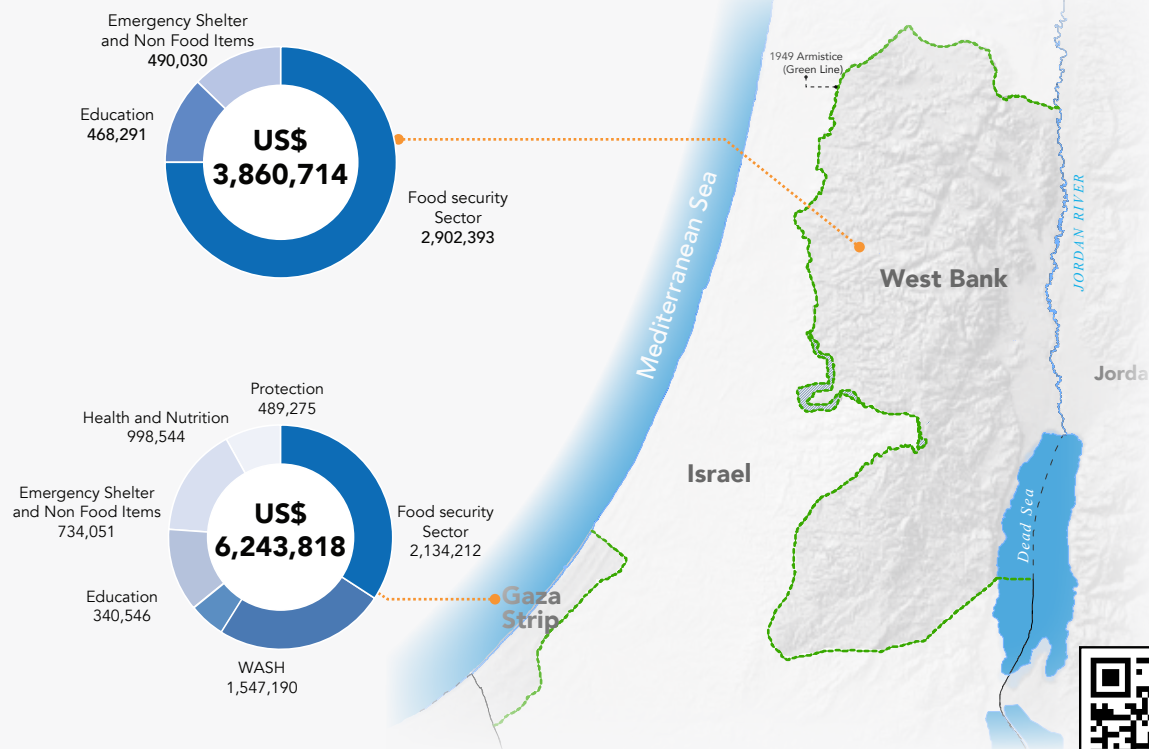 Emergency Shelter
and Non Food Items
490,030
Education
468,291
US$
3,860,714
Food security
Sector
2,902,393
1949 Armistice
(Green Line)
Mediterranean Sea
West Bank
JORDAN RIVER
Jorda
Israel
Dead Sea
Gaza
Strip
Protection
489,275
Health and Nutrition
998,544
Emergency Shelter
and Non Food Items
734,051
US$
6,243,818
Food security
Sector
2,134,212
Education
340,546
WASH
1,547,190